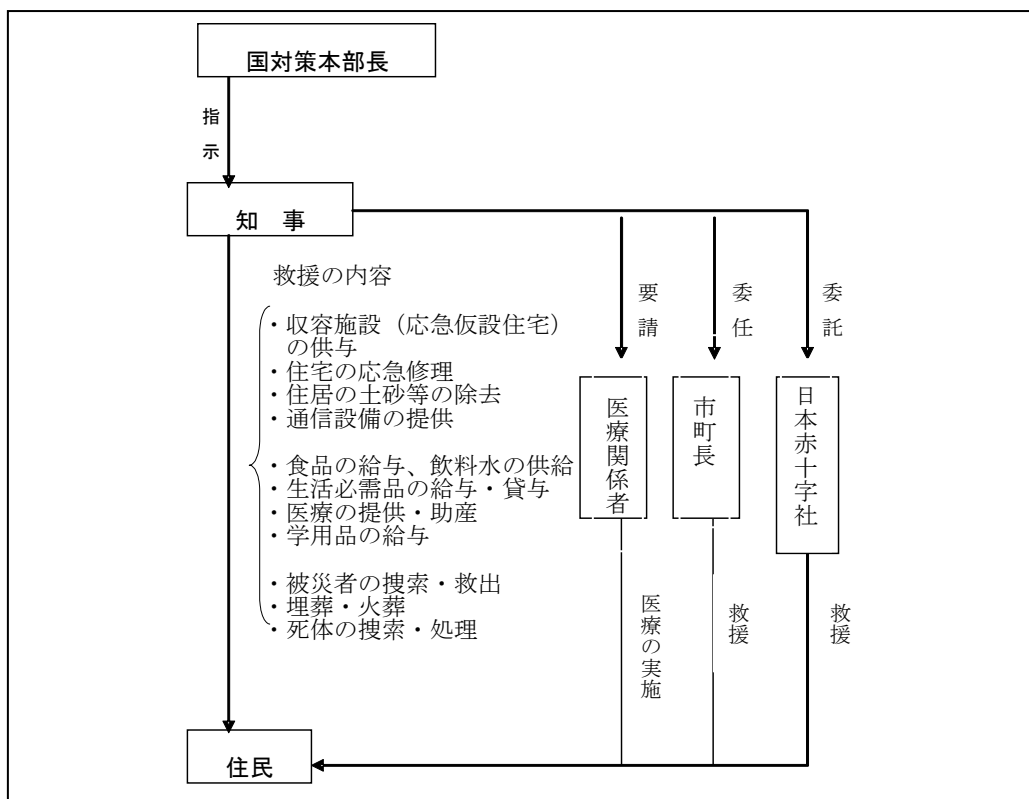 国対策本部長
指示
知　事
救援の内容
・収容施設（応急仮設住宅）
の供与
・住宅の応急修理
・住居の土砂等の除去
・通信設備の提供
・食品の給与、飲料水の供給
・生活必需品の給与・貸与
・医療の提供・助産
・学用品の給与
・被災者の捜索・救出
・埋葬・火葬
・死体の捜索・処理
要請
委任
委託
医療関係者
市町長
日本赤十字社
医療の実施
救援
救援
住民